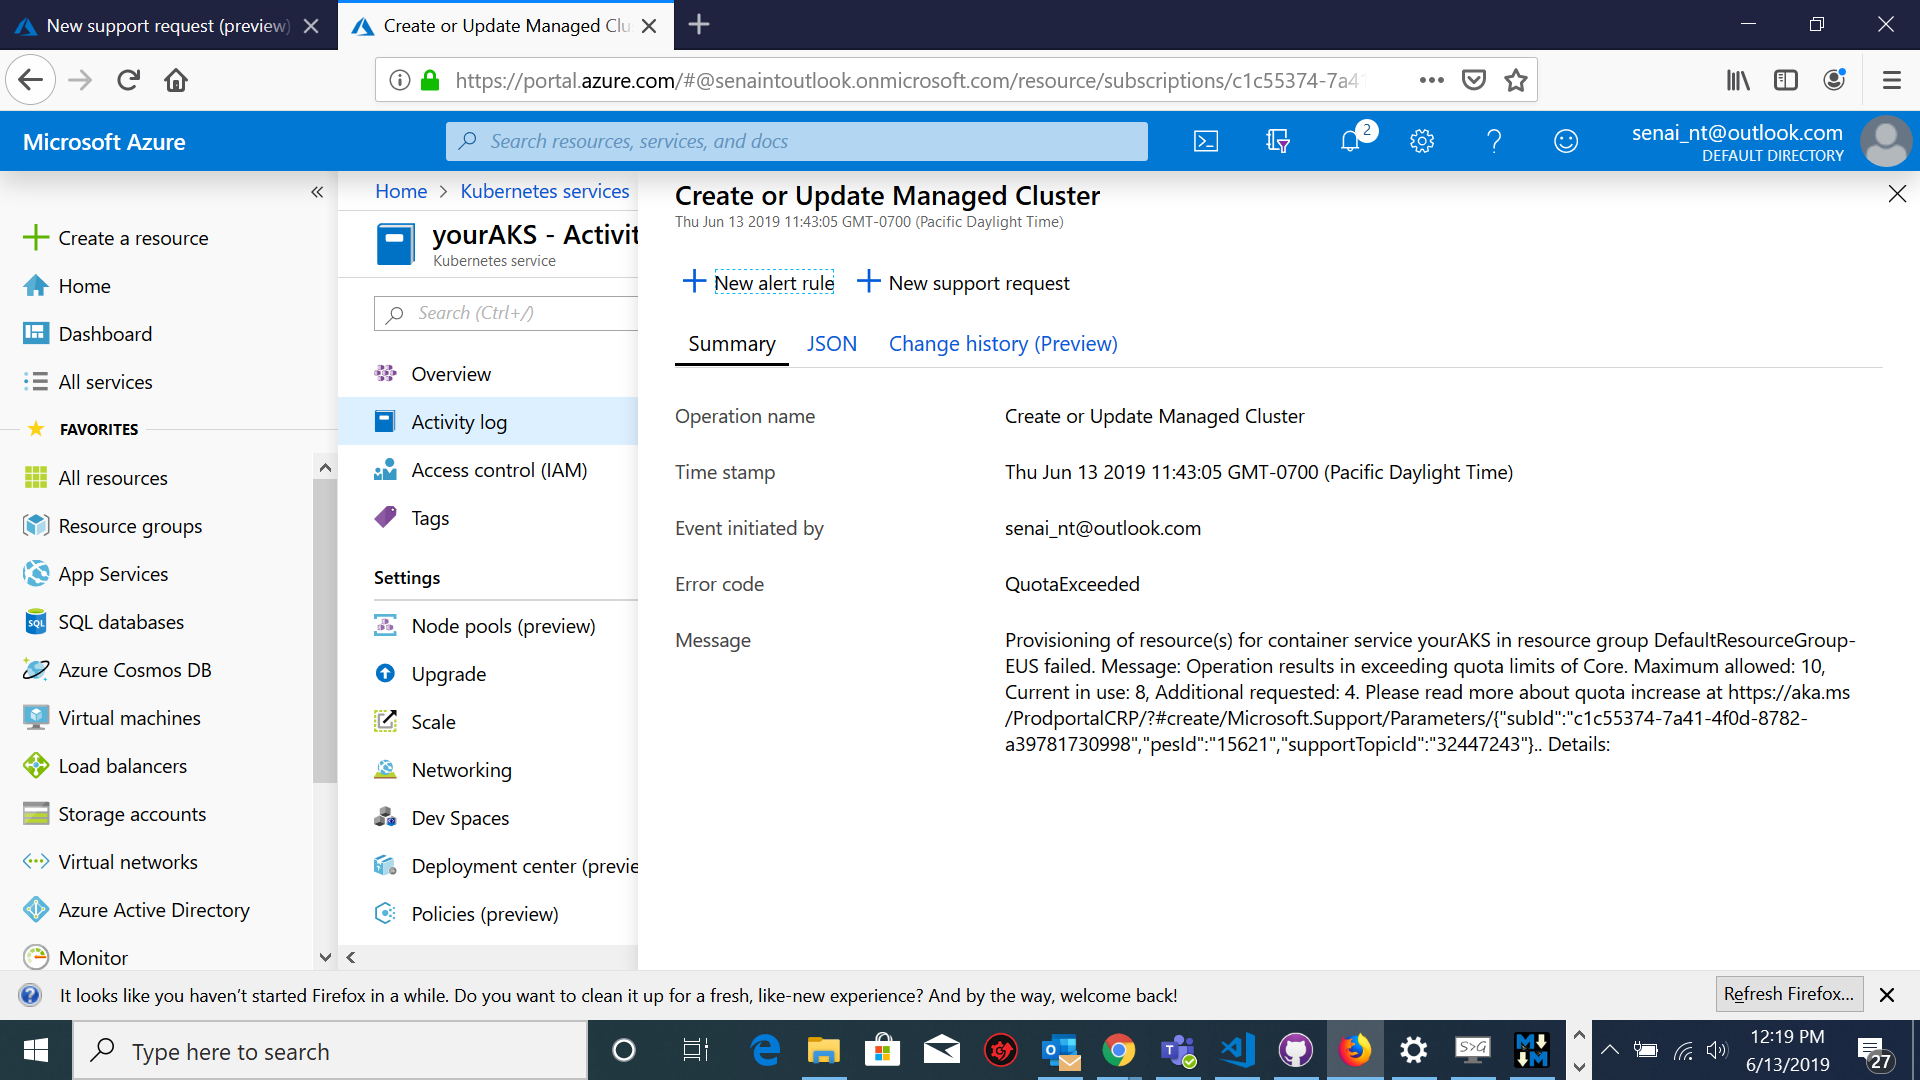 New support request (preview)
Create or Update Managed Clu
https://portal.azure.com/#@senaintoutlook.onmicrosoft.com/resource/subscriptions/c1c55374-7a41
Microsoft Azure
Search resources, services, and docs
2
senai_nt@outlook.com
DEFAULT DIRECTORY
Create a resource
Home
Dashboard
All services
FAVORITES
All resources
Resource groups
App Services
SQL databases
Azure Cosmos DB
Virtual machines
Load balancers
Storage accounts
Virtual networks
Azure Active Directory
Monitor
Home > Kubernetes services
yourAKS - Activit
Kubernetes service
Search (Ctrl+/)
Overview
Activity log
Access control (IAM)
Tags
Settings
Node pools (preview)
Upgrade
Scale
Networking
Dev Spaces
Deployment center (previe
Policies (preview)
Create or Update Managed Cluster
Thu Jun 13 2019 11:43:05 GMT-0700 (Pacific Daylight Time)
New alert rule
New support request
Summary JSON Change history (Preview)
Operation name Create or Update Managed Cluster
Time stamp Thu Jun 13 2019 11:43:05 GMT-0700 (Pacific Daylight Time)
Event initiated by senai_nt@outlook.com
Error code QuotaExceeded
Message Provisioning of resource(s) for container service yourAKS in resource group DefaultResourceGroup-
EUS failed. Message: Operation results in exceeding quota limits of Core. Maximum allowed: 10,
Current in use: 8, Additional requested: 4. Please read more about quota increase at https://aka.ms
/ProdportalCRP/?#create/Microsoft.Support/Parameters/{"subId":"c1c55374-7a41-4f0d-8782-
a39781730998","pesId":"15621","supportTopicId":"32447243"}.. Details:
It looks like you haven't started Firefox in a while. Do you want to clean it up for a fresh, like-new experience? And by the way, welcome back!
Refresh Firefox...
Type here to search
S>G
12:19 PM
6/13/2019
27